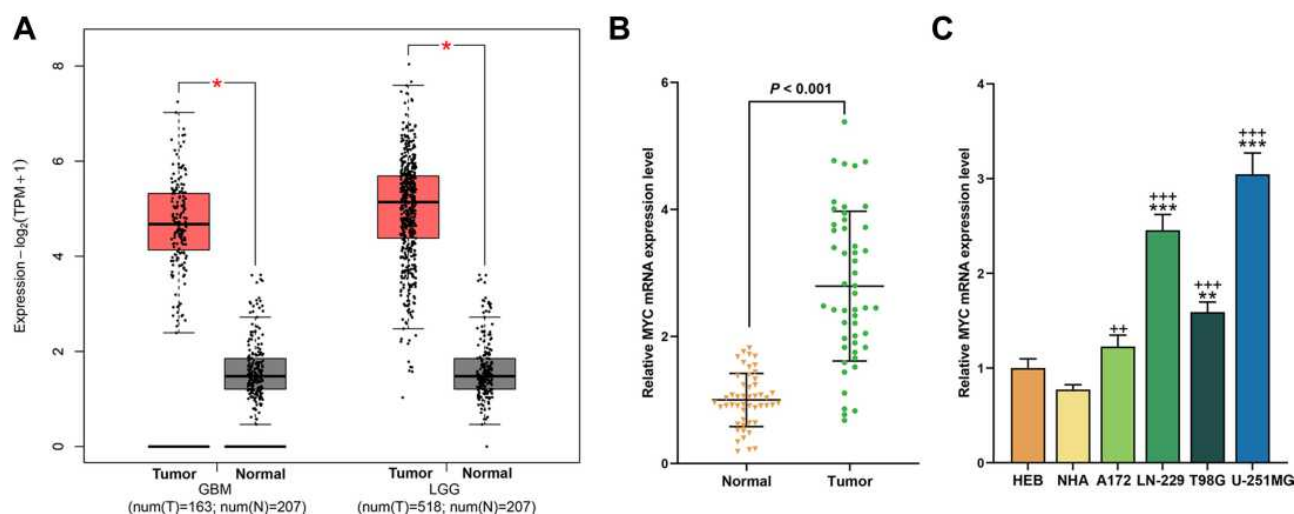 A
Expression – log₂(TPM + 1)
8
6
4
2
0
*
*
Tumor Normal
Tumor Normal
GBM
(num(T)=163; num(N)=207)
LGG
(num(T)=518; num(N)=207)
B
Relative MYC mRNA expression level
6
4
2
0
P < 0.001
Normal
Tumor
C
Relative MYC mRNA expression level
4
3
2
1
0
++
+++
***
+++
**
+++
***
HEB NHA A172 LN-229 T98G U-251MG